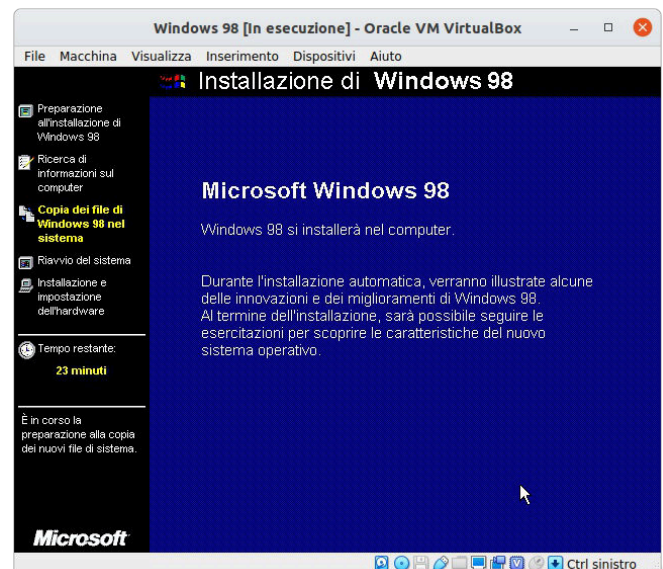 Windows 98 [In esecuzione] - Oracle VM VirtualBox
File Macchina Visualizza Inserimento Dispositivi Aiuto
Installazione di Windows 98
Preparazione
all'installazione di
Windows 98
Ricerca di
informazioni sul
computer
Copia dei file di
Windows 98 nel
sistema
Riavvio del sistema
Installazione e
impostazione
dell'hardware
Tempo restante:
23 minuti
È in corso la
preparazione alla copia
dei nuovi file di sistema.
Microsoft
Microsoft Windows 98
Windows 98 si installerà nel computer.
Durante l'installazione automatica, verranno illustrate alcune
delle innovazioni e dei miglioramenti di Windows 98.
Al termine dell'installazione, sarà possibile seguire le
esercitazioni per scoprire le caratteristiche del nuovo
sistema operativo.
Ctrl sinistro